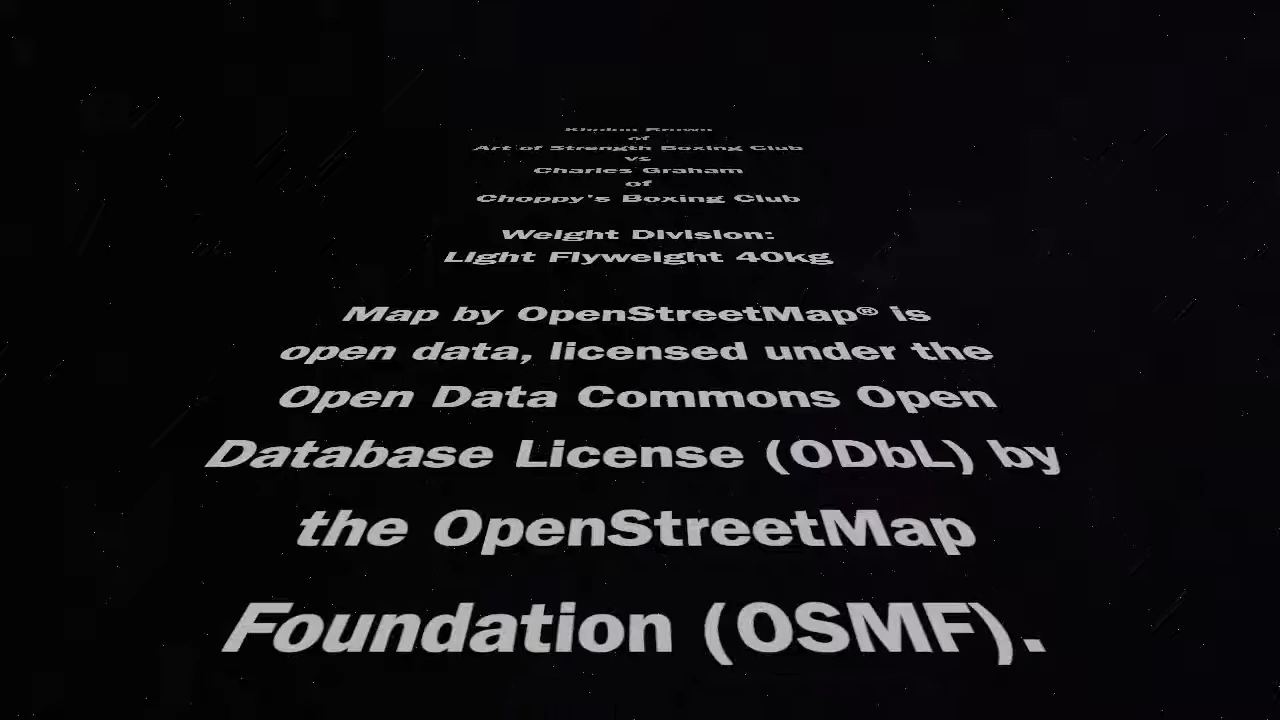 Brown
of
Art of Strength Boxing Club
vs
Charles Graham
of
Choppy's Boxing Club
Weight Division:
Light Flyweight 40kg
Map by OpenStreetMap® is
open data, licensed under the
Open Data Commons Open
Database License (ODbL) by
the OpenStreetMap
Foundation (OSMF).